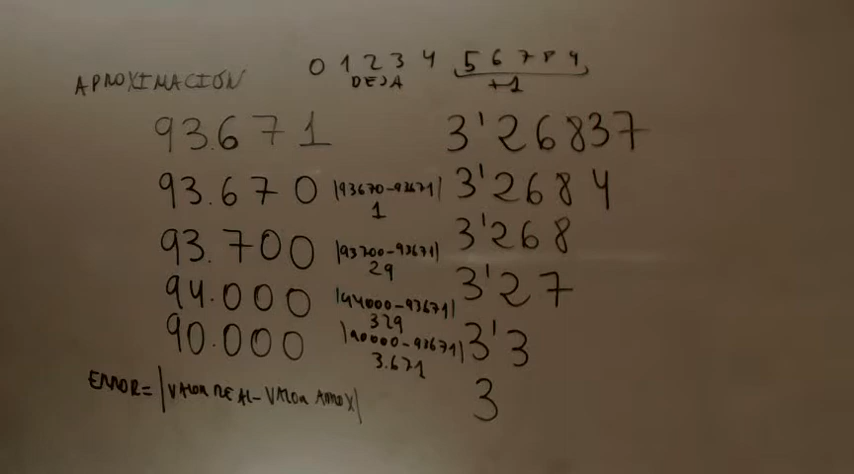 APROXIMACION 0 1 2 3 4 5 6 7 8 9
DEJA +1
93.671 3'26837
93.670 |93670-93671| 3'2684
1
93.700 |93700-93671| 3'268
29
94.000 |94000-93671| 3'27
329
90.000 |90000-93671| 3'3
3.671
ERROR= |VALOR REAL-VALOR APROX| 3